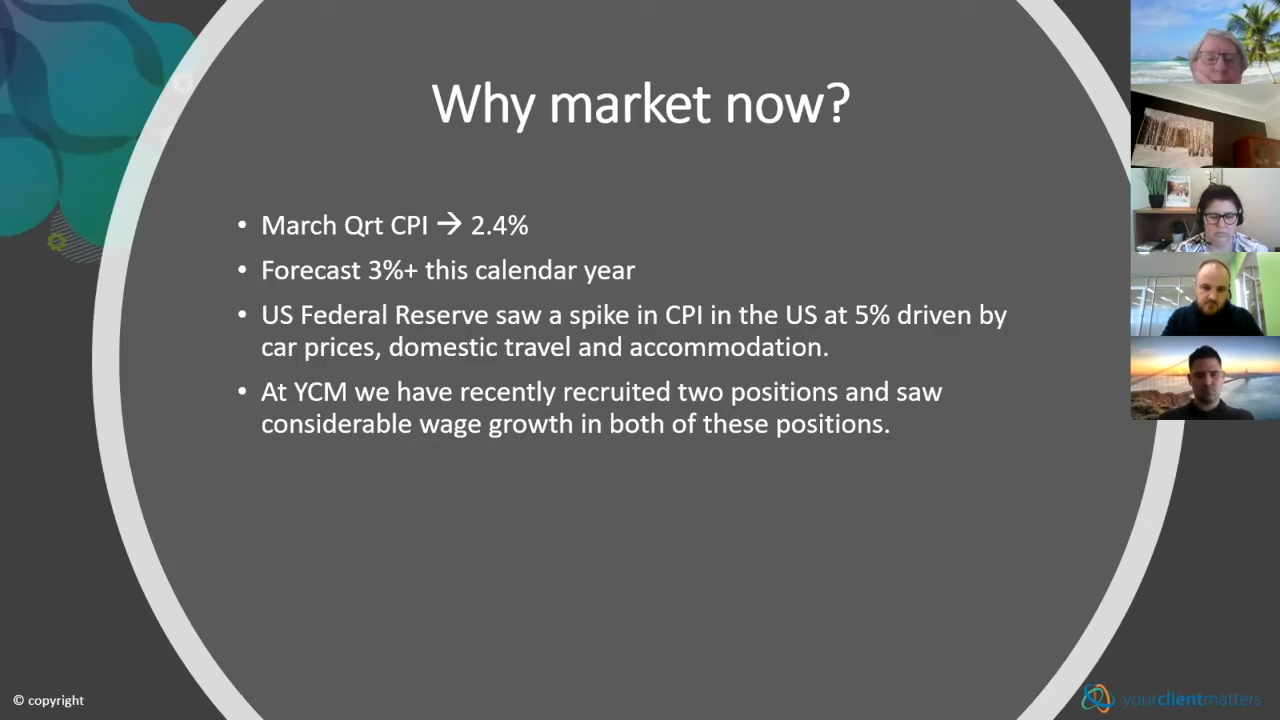 Why market now?
• March Qrt CPI → 2.4%
• Forecast 3%+ this calendar year
• US Federal Reserve saw a spike in CPI in the US at 5% driven by
car prices, domestic travel and accommodation.
• At YCM we have recently recruited two positions and saw
considerable wage growth in both of these positions.
© copyright
yourclientmatters